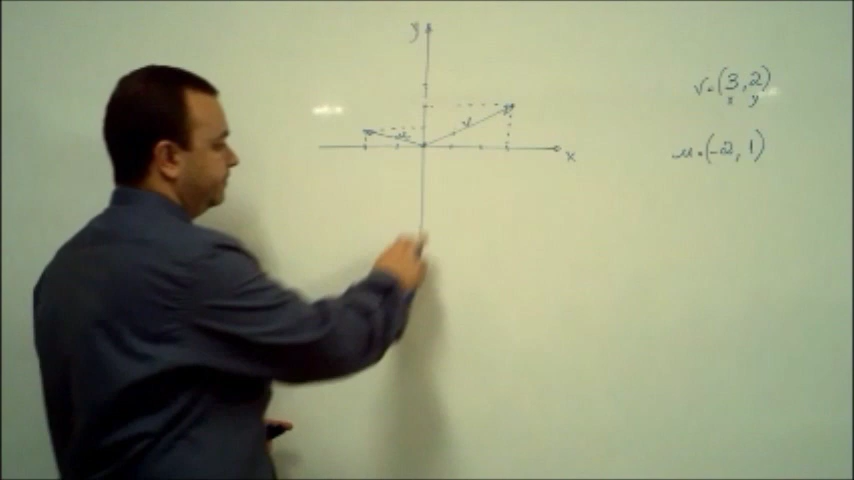 y
v = (3, 2)
x y
v
u
x
u = (-2, 1)